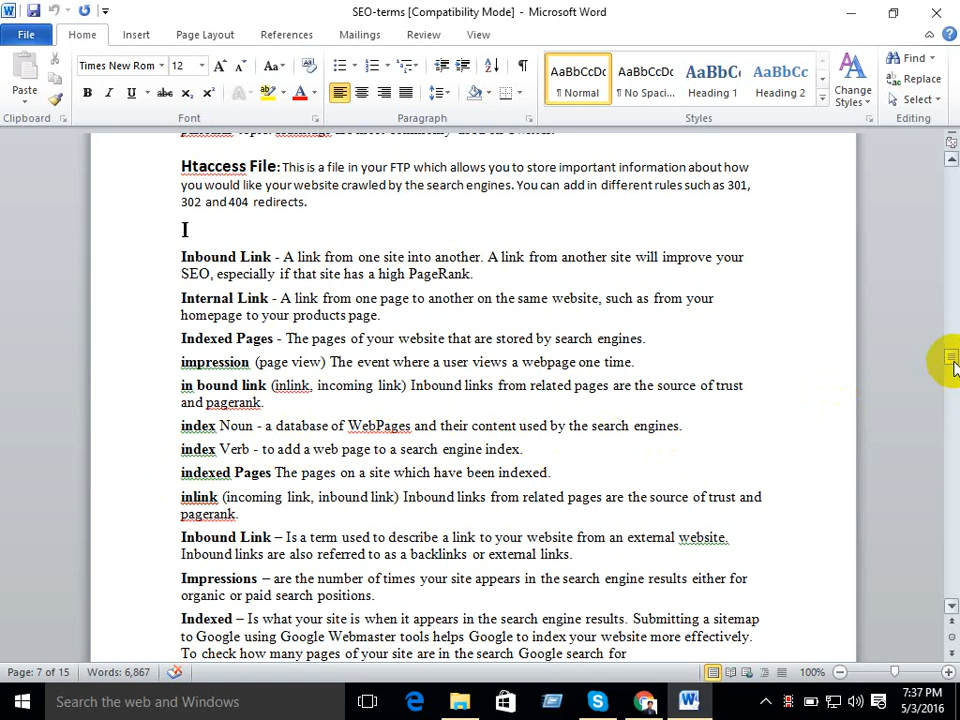 SEO-terms [Compatibility Mode] - Microsoft Word
File Home Insert Page Layout References Mailings Review View
Paste
Times New Rom 12 Aa
B I U abc x₂ x² A ab A
AaBbCcDc AaBbCcDc AaBbCc AaBbCc
¶ Normal ¶ No Spaci... Heading 1 Heading 2
Change
Styles
Find
Replace
Select
Clipboard Font Paragraph Styles Editing
Htaccess File: This is a file in your FTP which allows you to store important information about how
you would like your website crawled by the search engines. You can add in different rules such as 301,
302 and 404 redirects.
I
Inbound Link - A link from one site into another. A link from another site will improve your
SEO, especially if that site has a high PageRank.
Internal Link - A link from one page to another on the same website, such as from your
homepage to your products page.
Indexed Pages - The pages of your website that are stored by search engines.
impression (page view) The event where a user views a webpage one time.
in bound link (inlink, incoming link) Inbound links from related pages are the source of trust
and pagerank.
index Noun - a database of WebPages and their content used by the search engines.
index Verb - to add a web page to a search engine index.
indexed Pages The pages on a site which have been indexed.
inlink (incoming link, inbound link) Inbound links from related pages are the source of trust and
pagerank.
Inbound Link – Is a term used to describe a link to your website from an external website.
Inbound links are also referred to as a backlinks or external links.
Impressions – are the number of times your site appears in the search engine results either for
organic or paid search positions.
Indexed – Is what your site is when it appears in the search engine results. Submitting a sitemap
to Google using Google Webmaster tools helps Google to index your website more effectively.
To check how many pages of your site are in the search Google search for
Page: 7 of 15 Words: 6,867 100%
Search the web and Windows
7:37 PM
5/3/2016